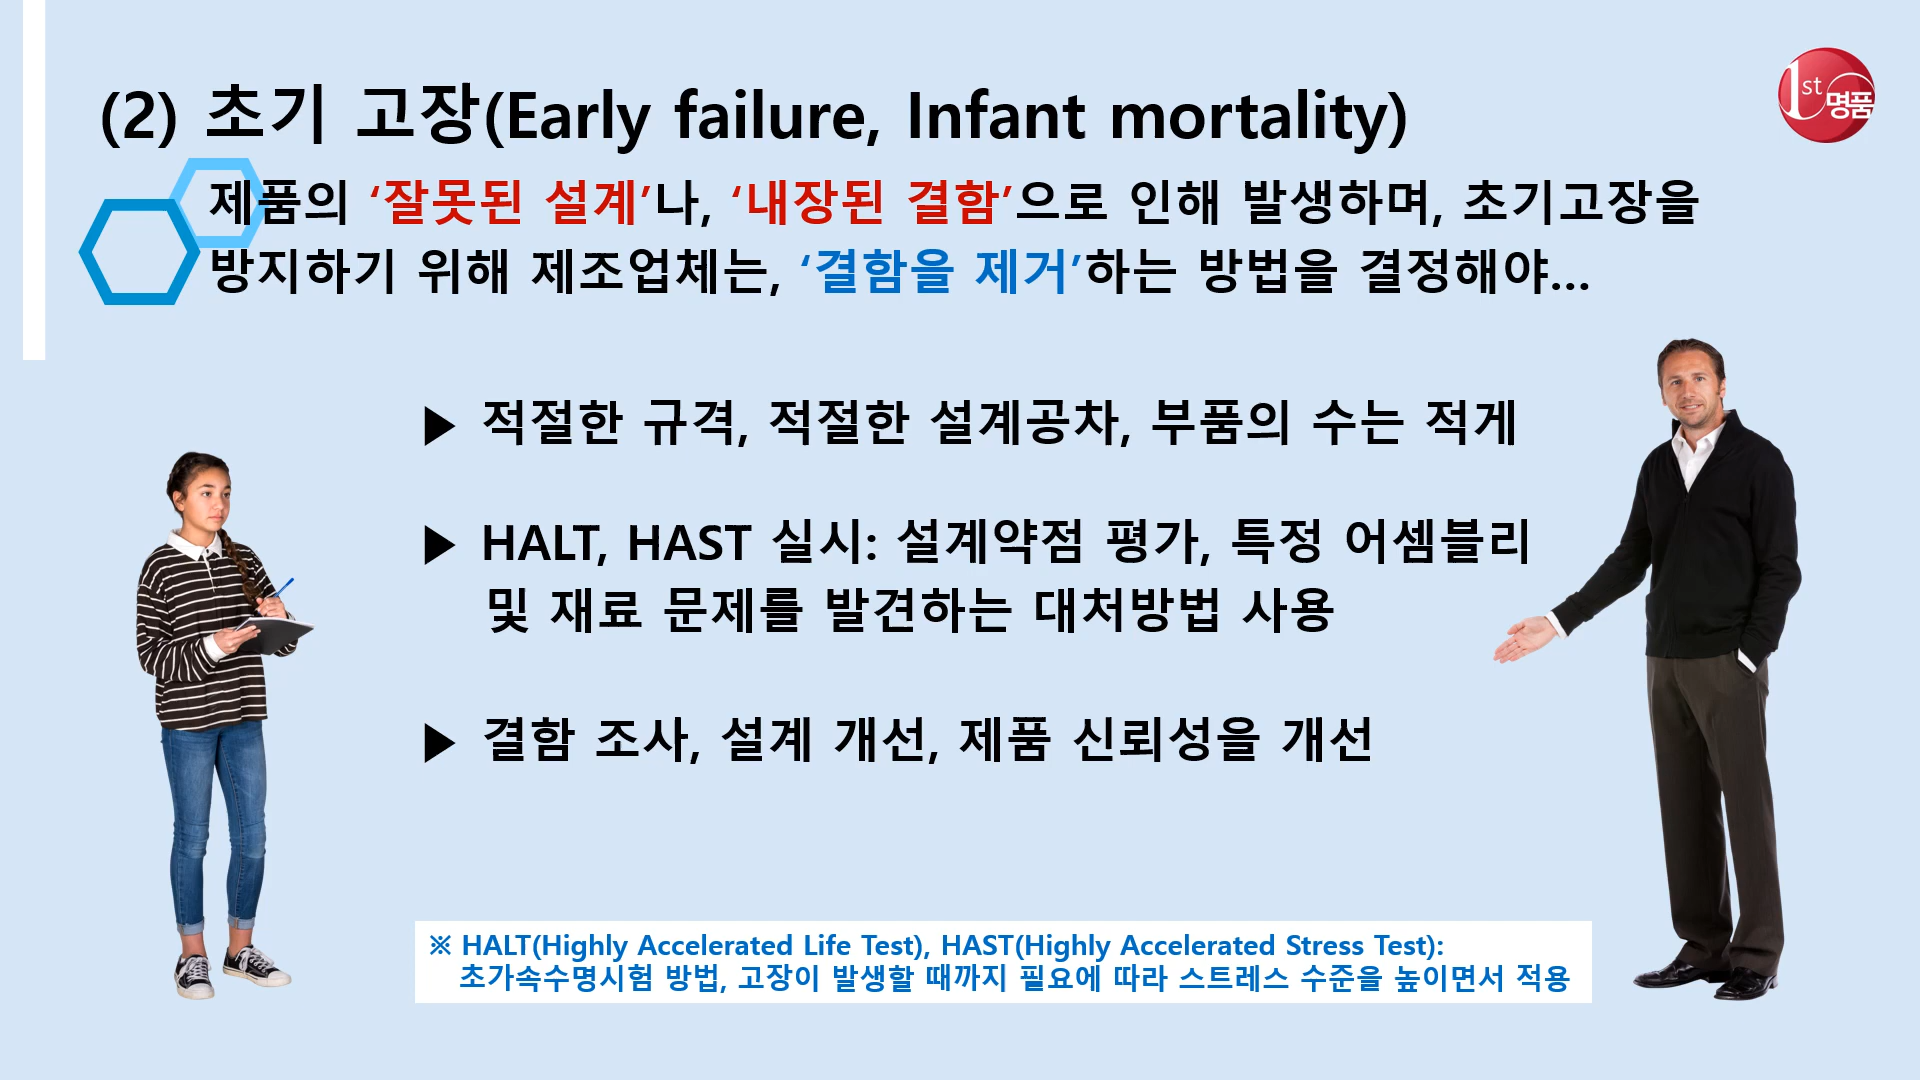 (2) 초기 고장(Early failure, Infant mortality)
1st 명품
제품의 ‘잘못된 설계’나, ‘내장된 결함’으로 인해 발생하며, 초기고장을
방지하기 위해 제조업체는, ‘결함을 제거’하는 방법을 결정해야...
▶ 적절한 규격, 적절한 설계공차, 부품의 수는 적게
▶ HALT, HAST 실시: 설계약점 평가, 특정 어셈블리
및 재료 문제를 발견하는 대처방법 사용
▶ 결함 조사, 설계 개선, 제품 신뢰성을 개선
※ HALT(Highly Accelerated Life Test), HAST(Highly Accelerated Stress Test):
초가속수명시험 방법, 고장이 발생할 때까지 필요에 따라 스트레스 수준을 높이면서 적용